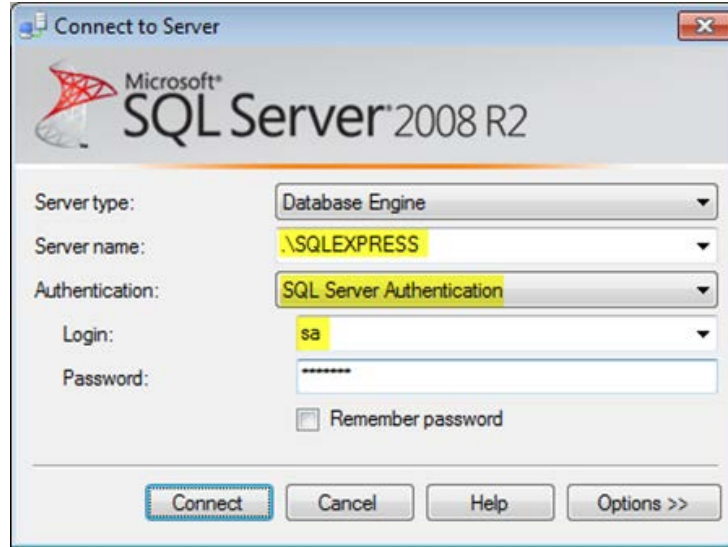 Connect to Server
Microsoft®
SQL Server® 2008 R2
Server type: Database Engine
Server name: .\SQLEXPRESS
Authentication: SQL Server Authentication
Login: sa
Password: •••••••
Remember password
Connect Cancel Help Options >>